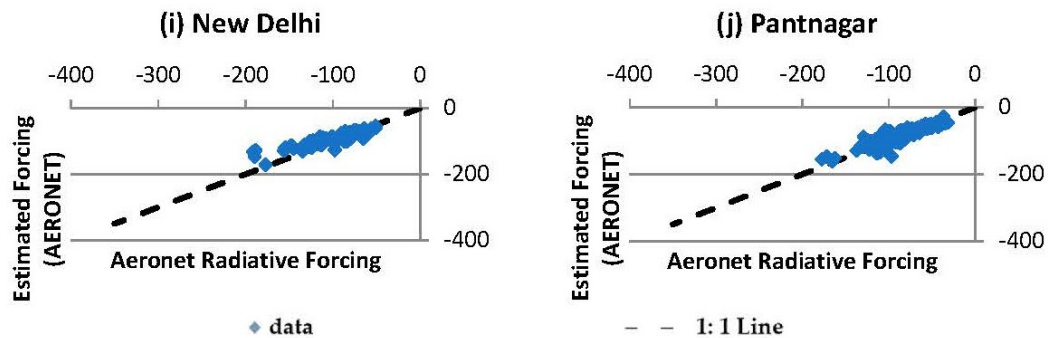 (i) New Delhi
-400 -300 -200 -100 0
0
-200
-400
Estimated Forcing
(AERONET)
Aeronet Radiative Forcing
(j) Pantnagar
-400 -300 -200 -100 0
0
-200
-400
Estimated Forcing
(AERONET)
Aeronet Radiative Forcing
data
1: 1 Line